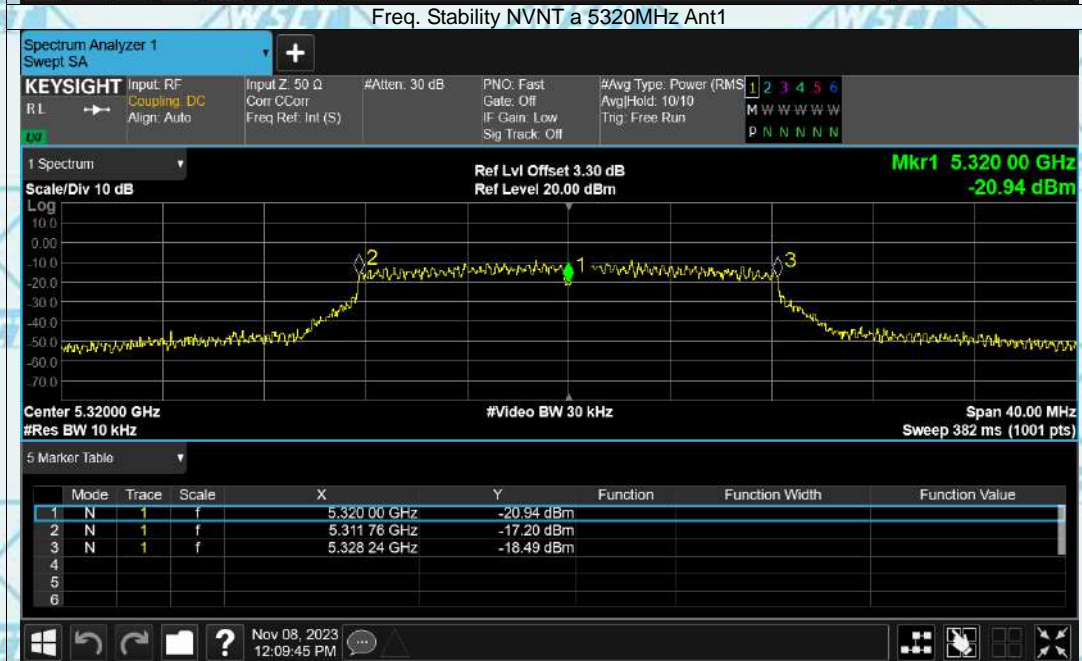 Freq. Stability NVNT a 5320MHz Ant1
Spectrum Analyzer 1
Swept SA
+
KEYSIGHT Input: RF Input Z: 50 Ω #Atten: 30 dB PNO: Fast #Avg Type: Power (RMS 1 2 3 4 5 6
RL Coupling: DC Corr CCorr Gate: Off Avg|Hold: 10/10 M W W W W W
Align: Auto Freq Ref: Int (S) IF Gain: Low Trig: Free Run
Sig Track: Off P N N N N N
LXI
1 Spectrum Ref Lvl Offset 3.30 dB Mkr1 5.320 00 GHz
Scale/Div 10 dB Ref Level 20.00 dBm -20.94 dBm
Log
10.0
0.00
-10.0
-20.0
-30.0
-40.0
-50.0
-60.0
-70.0
2 1 3
Center 5.32000 GHz #Video BW 30 kHz Span 40.00 MHz
#Res BW 10 kHz Sweep 382 ms (1001 pts)
5 Marker Table
Mode Trace Scale X Y Function Function Width Function Value
1 N 1 f 5.320 00 GHz -20.94 dBm
2 N 1 f 5.311 76 GHz -17.20 dBm
3 N 1 f 5.328 24 GHz -18.49 dBm
4
5
6
? Nov 08, 2023
12:09:45 PM